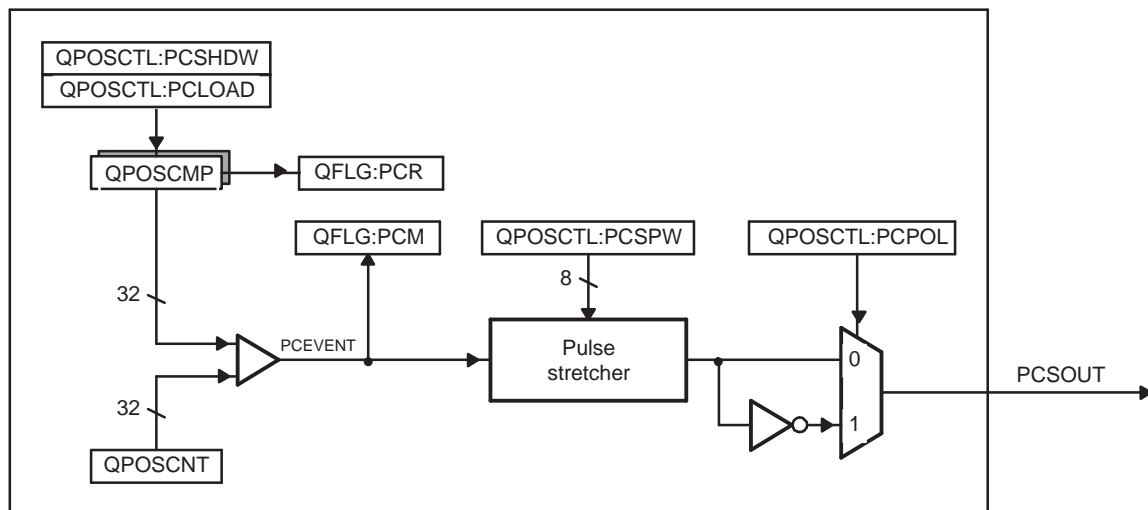 QPOSCTL:PCSHDW
QPOSCTL:PCLOAD
QPOSCMP
QFLG:PCR
QFLG:PCM
QPOSCTL:PCSPW
QPOSCTL:PCPOL
32
8
PCEVENT
Pulse
stretcher
0
PCSOUT
32
1
QPOSCNT